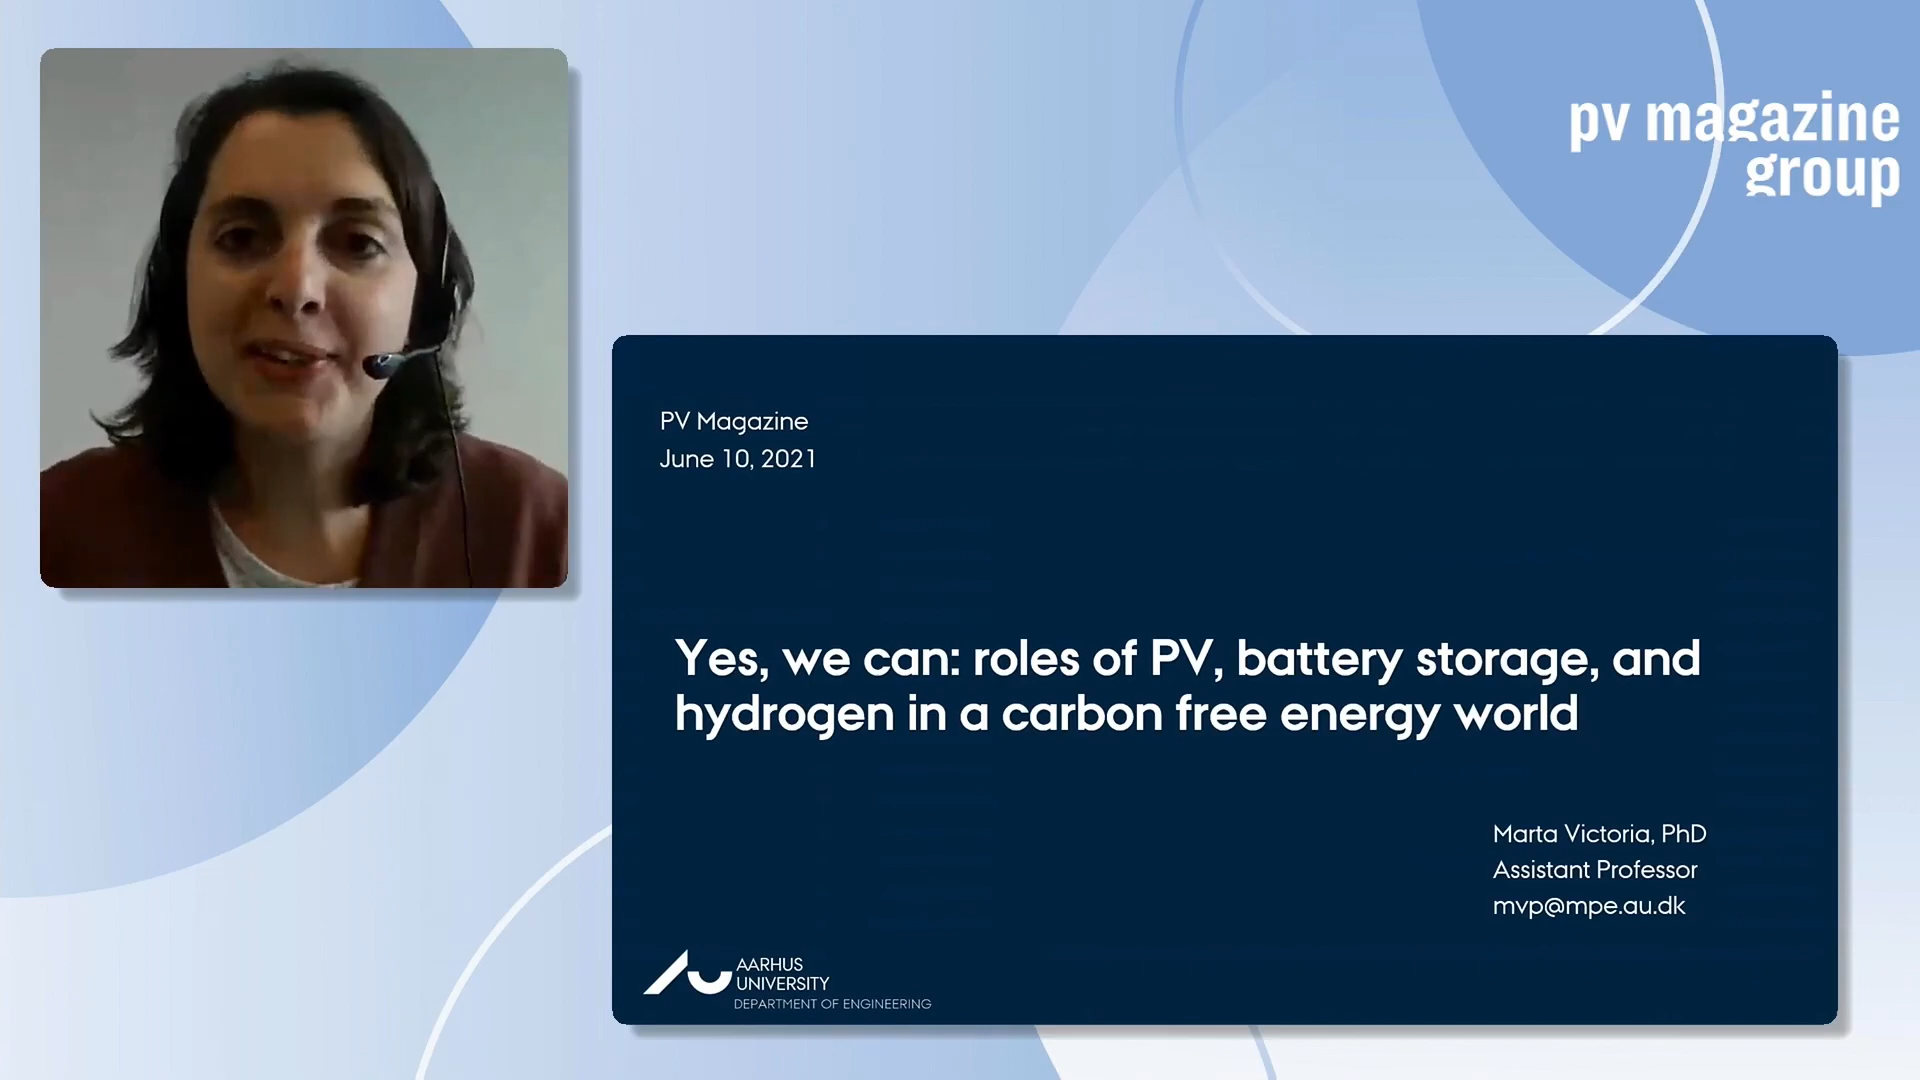 pv magazine
group
PV Magazine
June 10, 2021
Yes, we can: roles of PV, battery storage, and
hydrogen in a carbon free energy world
Marta Victoria, PhD
Assistant Professor
mvp@mpe.au.dk
AARHUS
UNIVERSITY
DEPARTMENT OF ENGINEERING